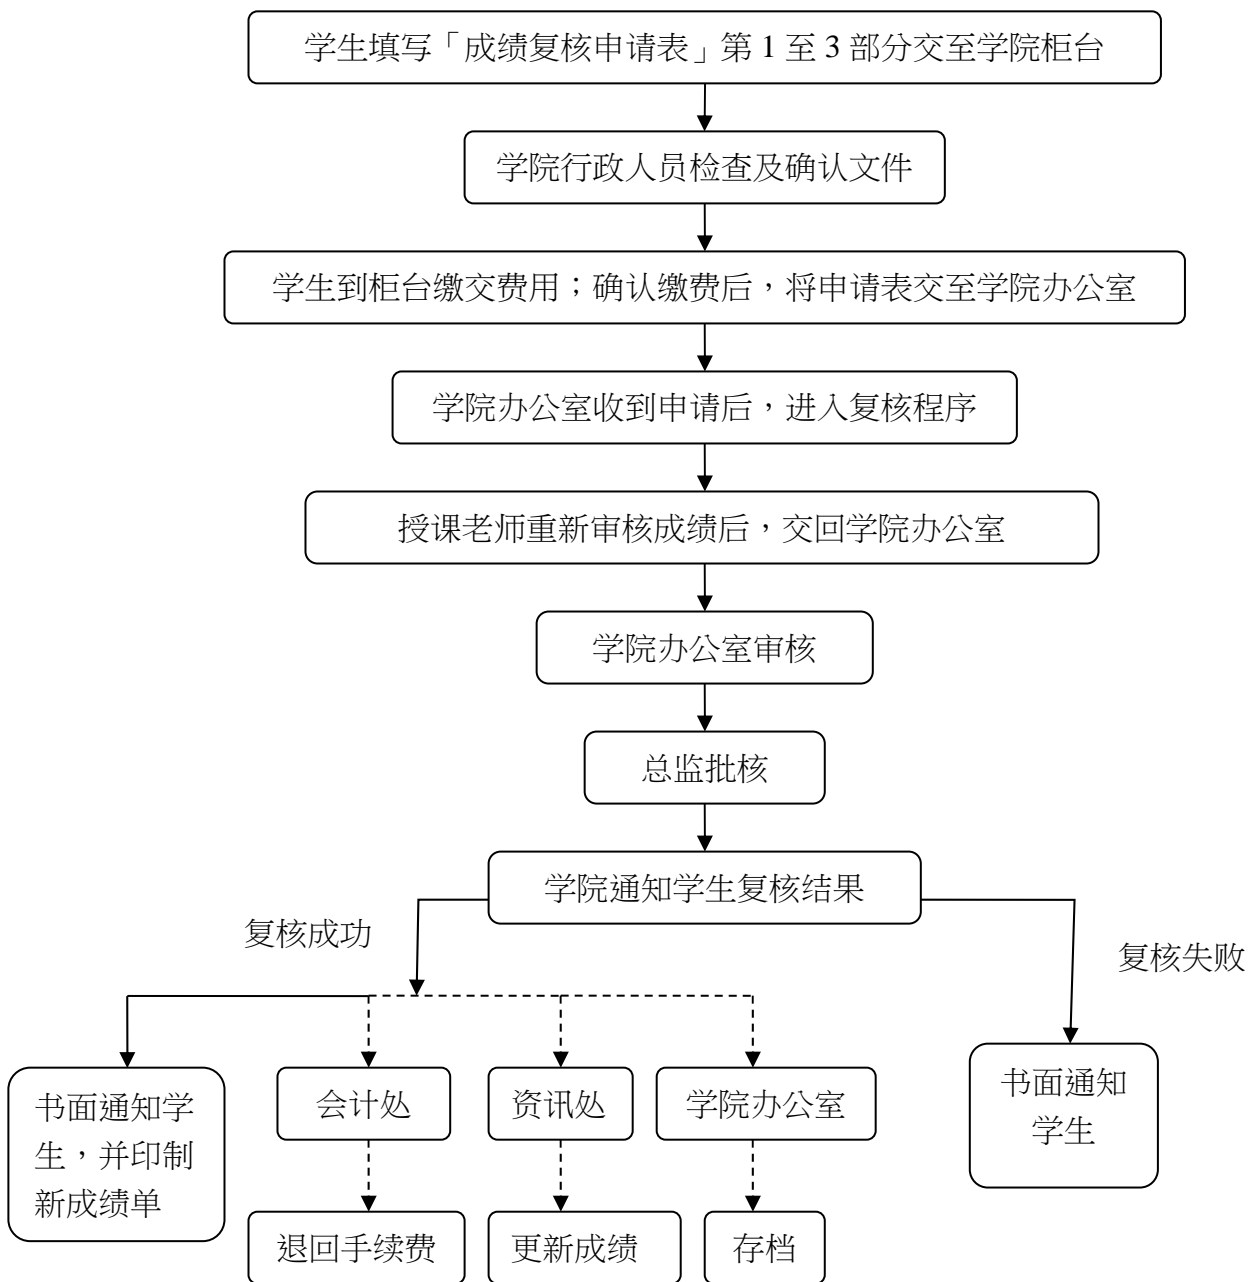 学生填写「成绩复核申请表」第 1 至 3 部分交至学院柜台
学院行政人员检查及确认文件
学生到柜台缴交费用；确认缴费后，将申请表交至学院办公室
学院办公室收到申请后，进入复核程序
授课老师重新审核成绩后，交回学院办公室
学院办公室审核
总监批核
学院通知学生复核结果
复核成功
复核失败
书面通知学
生，并印制
新成绩单
会计处
资讯处
学院办公室
书面通知
学生
退回手续费
更新成绩
存档